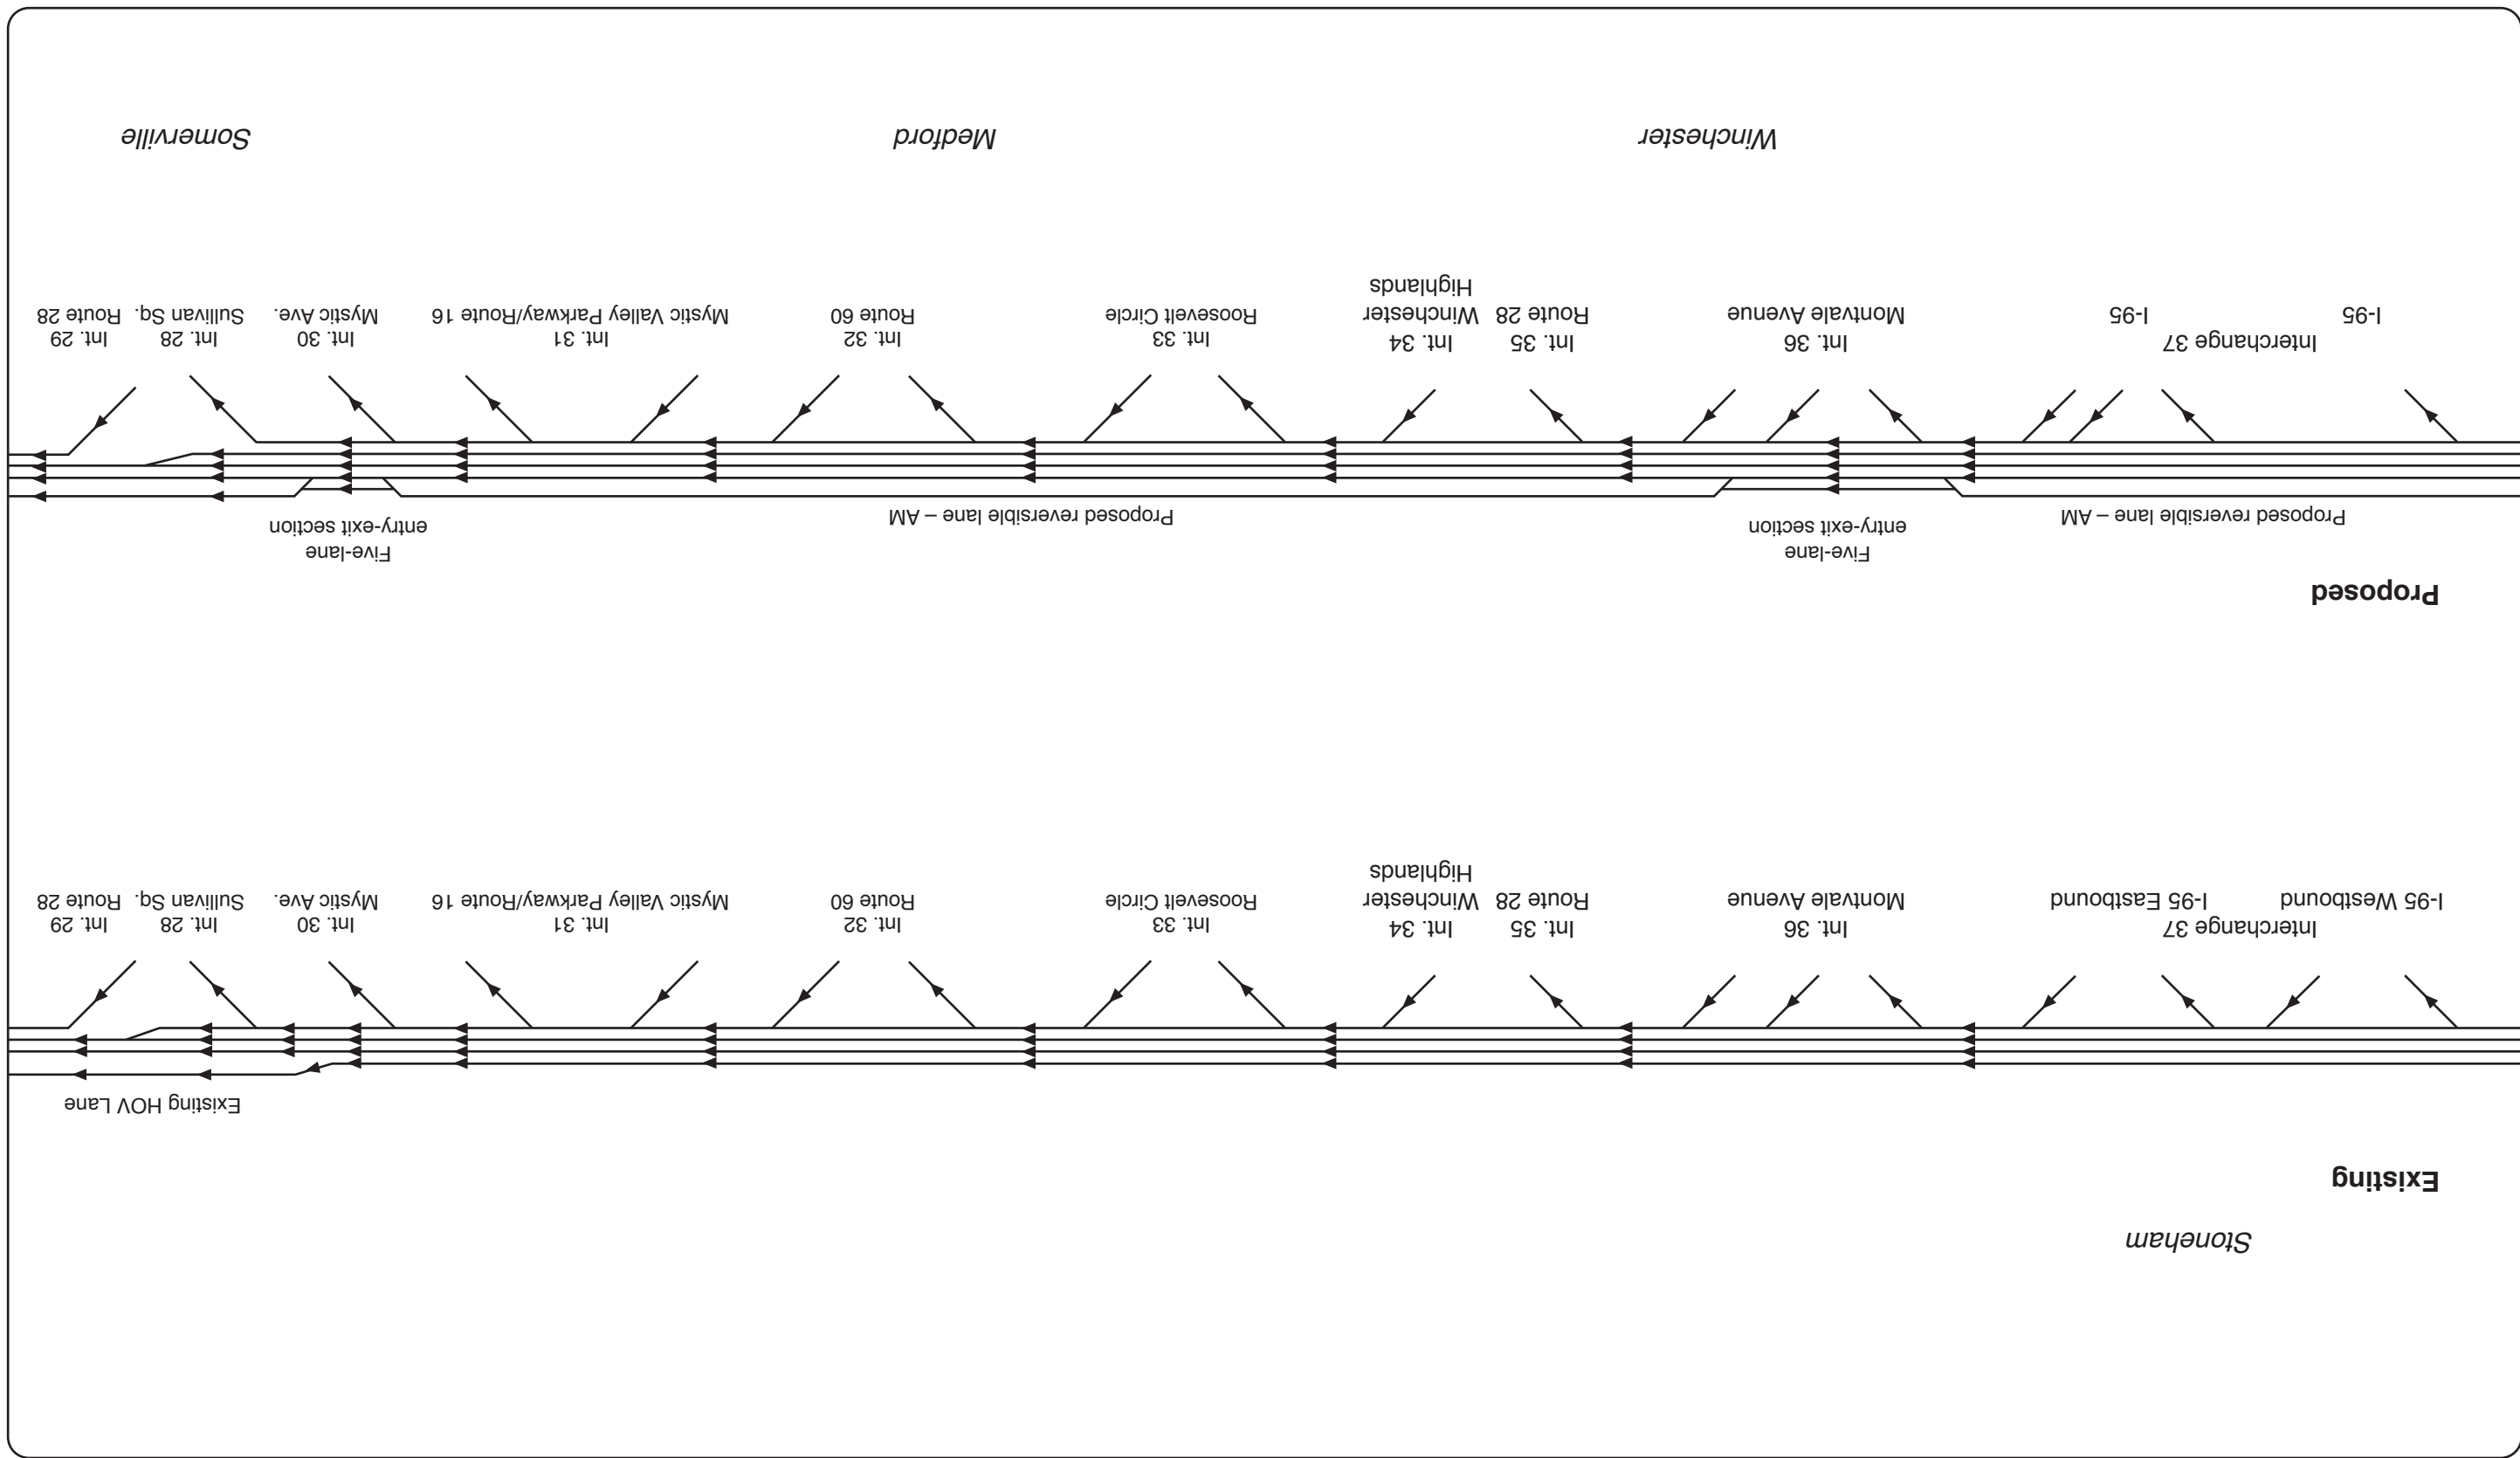 Stoneham
Existing
Existing HOV Lane
Interchange 37
I-95 Westbound
I-95 Eastbound
Int. 36
Montvale Avenue
Int. 35
Route 28
Int. 34
Winchester
Highlands
Int. 33
Roosevelt Circle
Int. 32
Route 60
Int. 31
Mystic Valley Parkway/Route 16
Int. 30
Mystic Ave.
Int. 28
Sullivan Sq.
Int. 29
Route 28
Proposed
Proposed reversible lane – AM
Five-lane
entry-exit section
Proposed reversible lane – AM
Five-lane
entry-exit section
Interchange 37
I-95
I-95
Int. 36
Montvale Avenue
Int. 35
Route 28
Int. 34
Winchester
Highlands
Int. 33
Roosevelt Circle
Int. 32
Route 60
Int. 31
Mystic Valley Parkway/Route 16
Int. 30
Mystic Ave.
Int. 28
Sullivan Sq.
Int. 29
Route 28
Winchester
Medford
Somerville